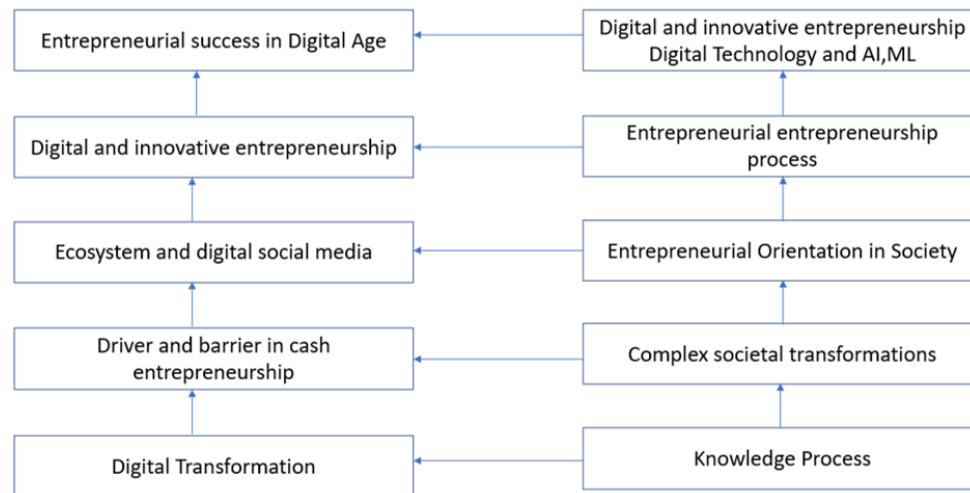 Entrepreneurial success in Digital Age
Digital and innovative entrepreneurship
Digital Technology and AI,ML
Digital and innovative entrepreneurship
Entrepreneurial entrepreneurship
process
Ecosystem and digital social media
Entrepreneurial Orientation in Society
Driver and barrier in cash
entrepreneurship
Complex societal transformations
Digital Transformation
Knowledge Process